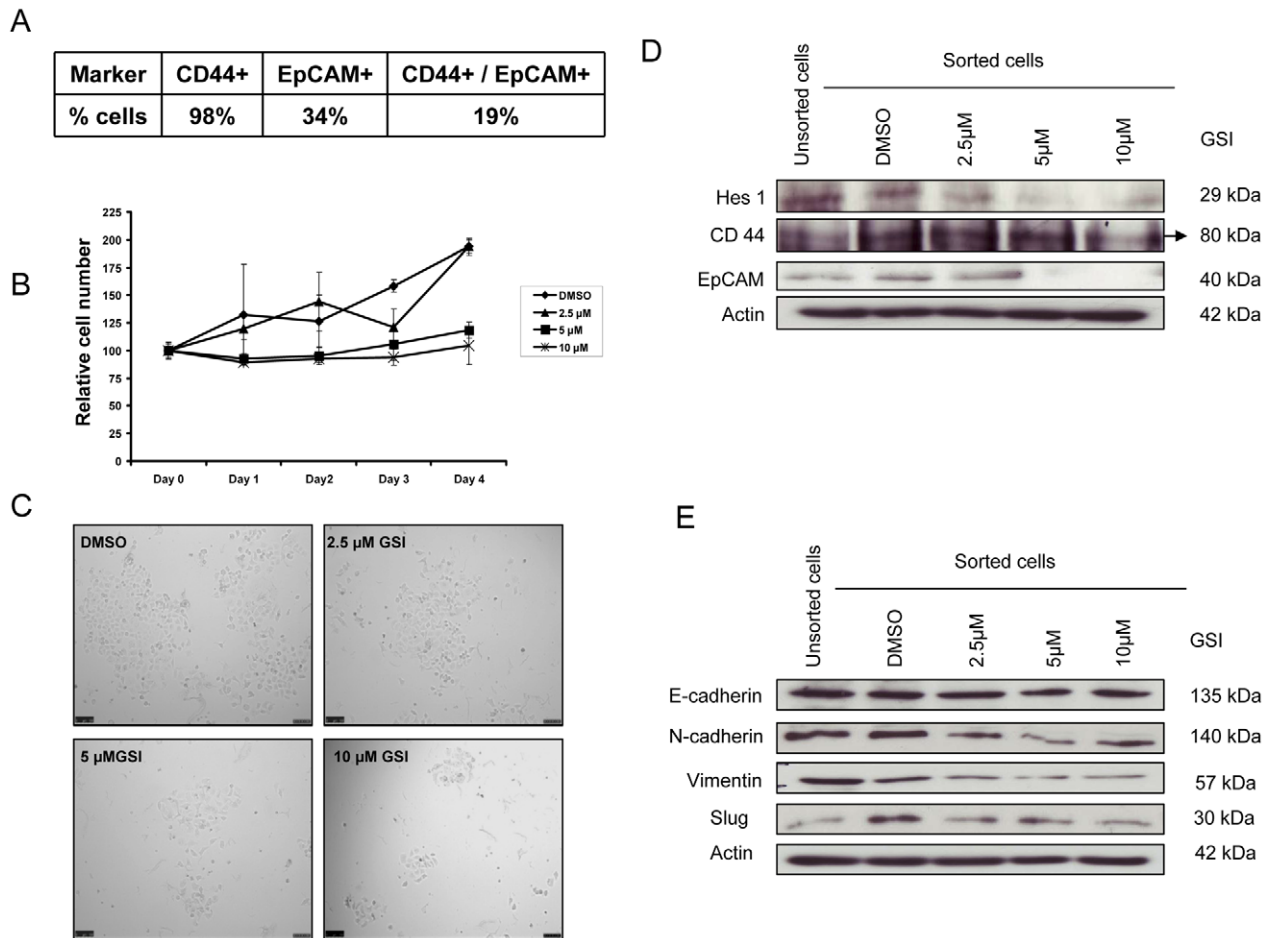 A
Marker CD44+ EpCAM+ CD44+ / EpCAM+
% cells 98% 34% 19%
B
Relative cell number
225
200
175
150
125
100
75
50
25
0
Day 0 Day 1 Day2 Day 3 Day 4
DMSO
2.5 µM
5 µM
10 µM
C
DMSO
2.5 µM GSI
5 µMGSI
10 µM GSI
D
Sorted cells
Unsorted cells DMSO 2.5µM 5µM 10µM GSI
Hes 1 29 kDa
CD 44 80 kDa
EpCAM 40 kDa
Actin 42 kDa
E
Sorted cells
Unsorted cells DMSO 2.5µM 5µM 10µM GSI
E-cadherin 135 kDa
N-cadherin 140 kDa
Vimentin 57 kDa
Slug 30 kDa
Actin 42 kDa